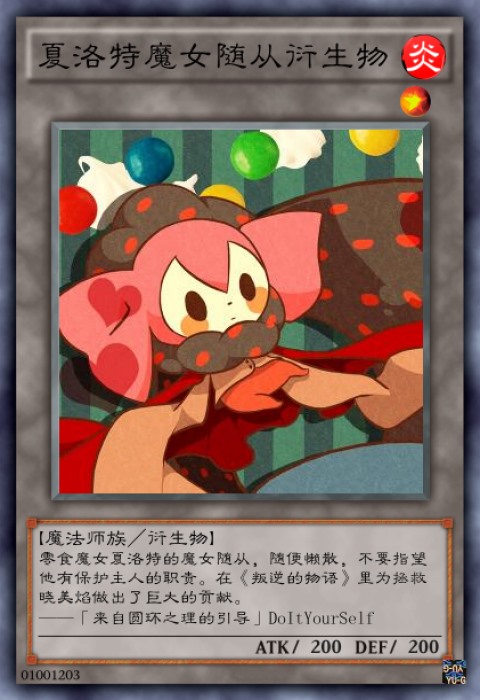 夏洛特魔女随从衍生物
炎
【魔法师族／衍生物】
零食魔女夏洛特的魔女随从，随便懒散，不要指望
他有保护主人的职责。在《叛逆的物语》里为拯救
晓美焰做出了巨大的贡献。
——「来自圆环之理的引导」DoItYourSelf
ATK/ 200 DEF/ 200
01001203